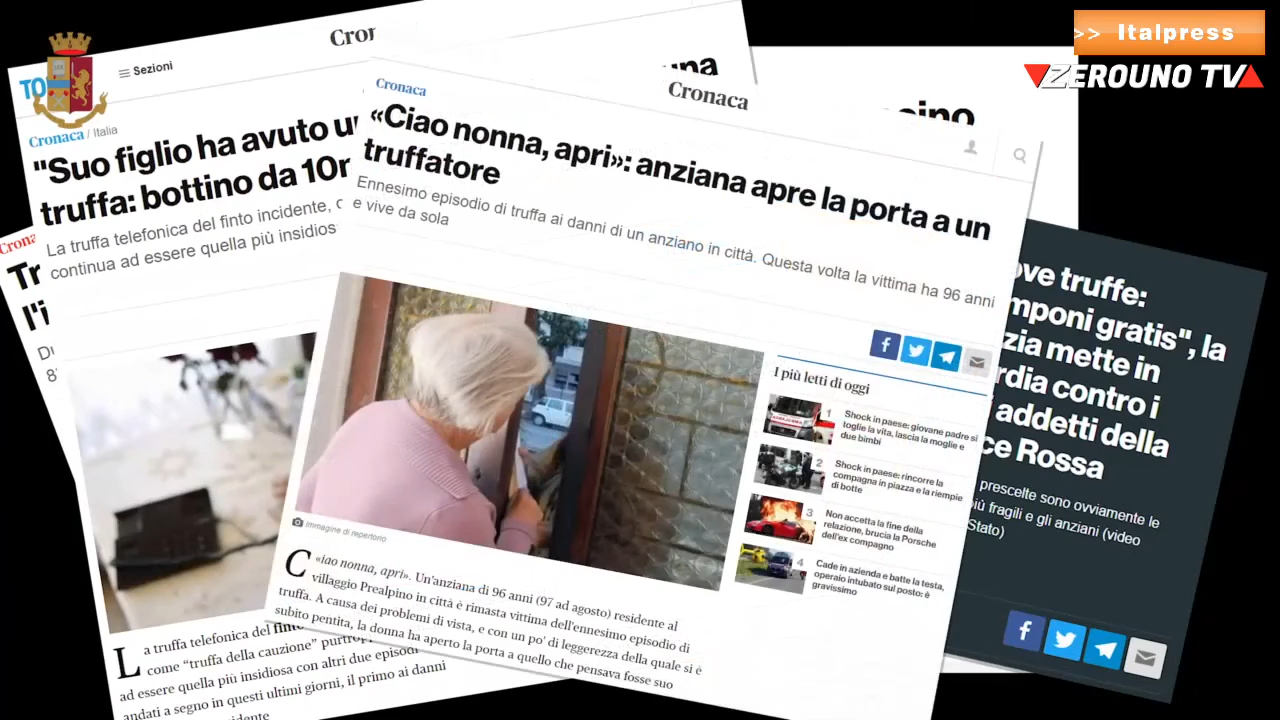 >> Italpress
ZEROUNO TV
Sezioni
Cronaca / Italia
"Suo figlio ha avuto
truffa: bottino da
La truffa telefonica del finto incidente,
continua ad essere quella più
Cronaca
Cronaca
«Ciao nonna, apri»: anziana apre la porta a un
truffatore
Ennesimo episodio di truffa ai danni di un anziano in città. Questa volta la vittima ha 96 anni
e vive da sola
I più letti di oggi
1
Shock in paese: giovane padre si
toglie la vita, lascia la moglie e
due bimbi
2
Shock in paese: rincorre la
compagna in piazza e la riempie
di botte
3
Non accetta la fine della
relazione, brucia la Porsche
dell'ex compagno
4
Cade in azienda e batte la testa,
operaio intubato sul posto: è
gravissimo
Immagine di repertorio
C «iao nonna, apri». Un'anziana di 96 anni (97 ad agosto) residente al
villaggio Prealpino in città è rimasta vittima dell'ennesimo episodio di
truffa. A causa dei problemi di vista, e con un po' di leggerezza della quale si è
subito pentita, la donna ha aperto la porta a quello che pensava fosse suo
La truffa telefonica del
come "truffa della cauzione"
ad essere quella più insidiosa con altri due
andati a segno in questi ultimi giorni, il primo ai danni
truffe:
gratis", la
mette in
contro i
addetti della
Rossa
prescelte sono ovviamente le
più fragili e gli anziani (video
Stato)